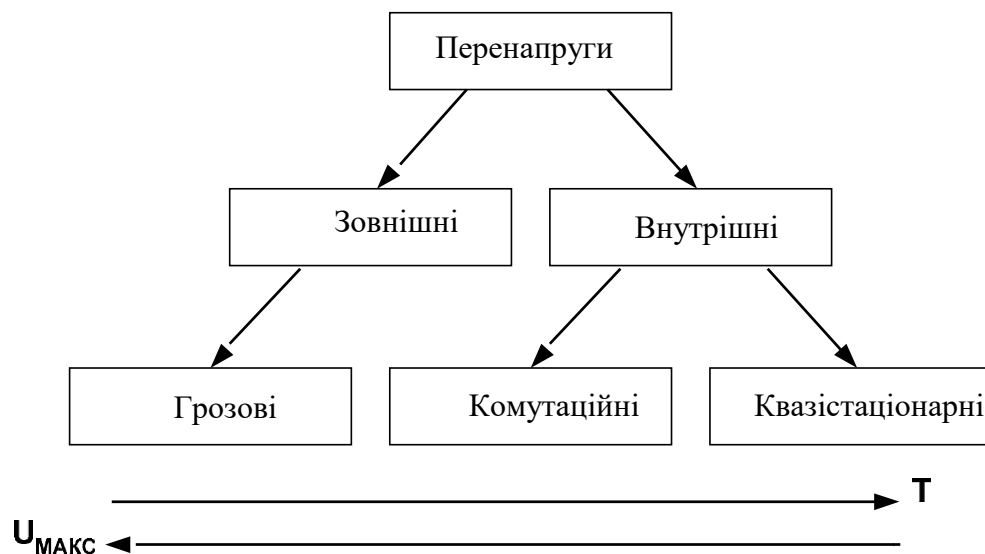 Перенапруги
Зовнішні
Внутрішні
Грозові
Комутаційні
Квазістаціонарні
T
UМАКС